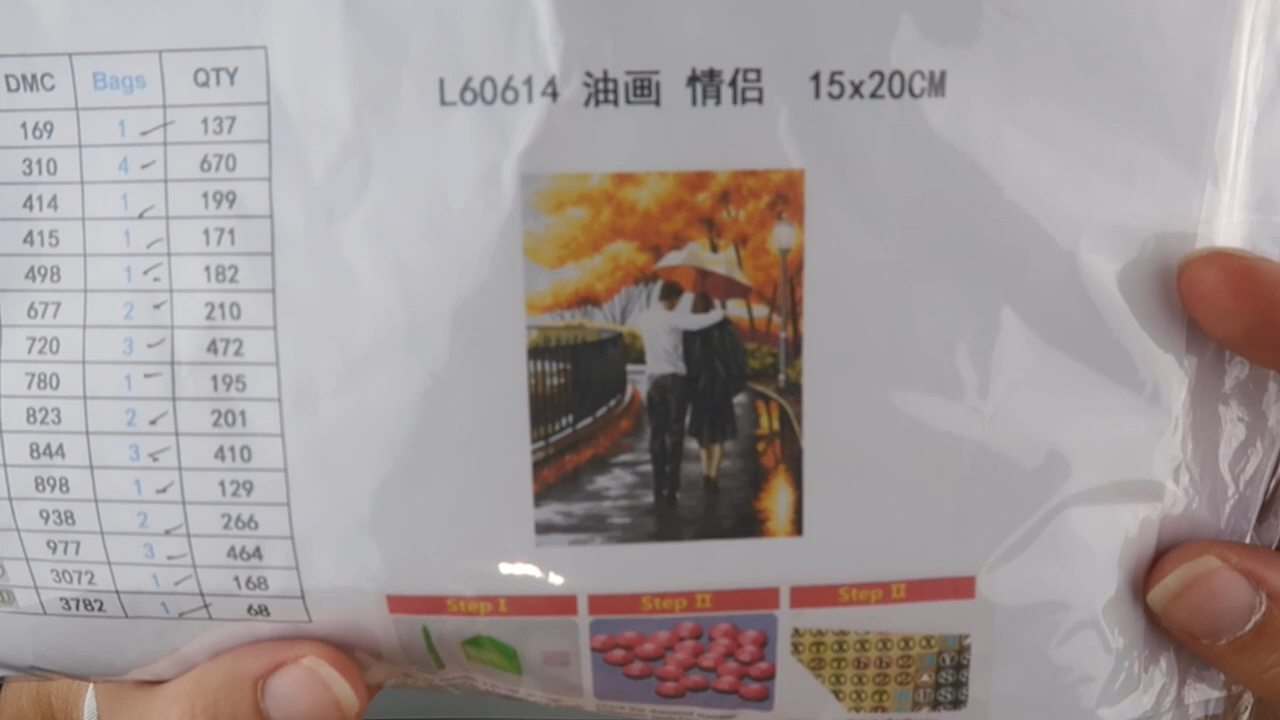 DMC Bags QTY
169 1 137
310 4 670
414 1 199
415 1 171
498 1 182
677 2 210
720 3 472
780 1 195
823 2 201
844 3 410
898 1 129
938 2 266
977 3 464
3072 1 168
3782 1 68
L60614 油画 情侣 15x20CM
Step I
Step II
Step II